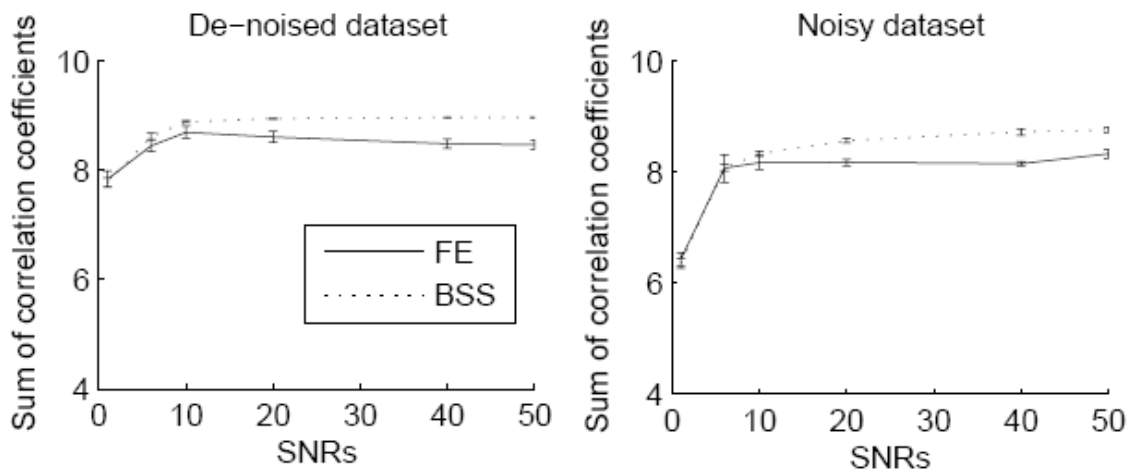 De-noised dataset
Sum of correlation coefficients
10
8
6
4
0 10 20 30 40 50
SNRs
FE
BSS
Noisy dataset
Sum of correlation coefficients
10
8
6
4
0 10 20 30 40 50
SNRs